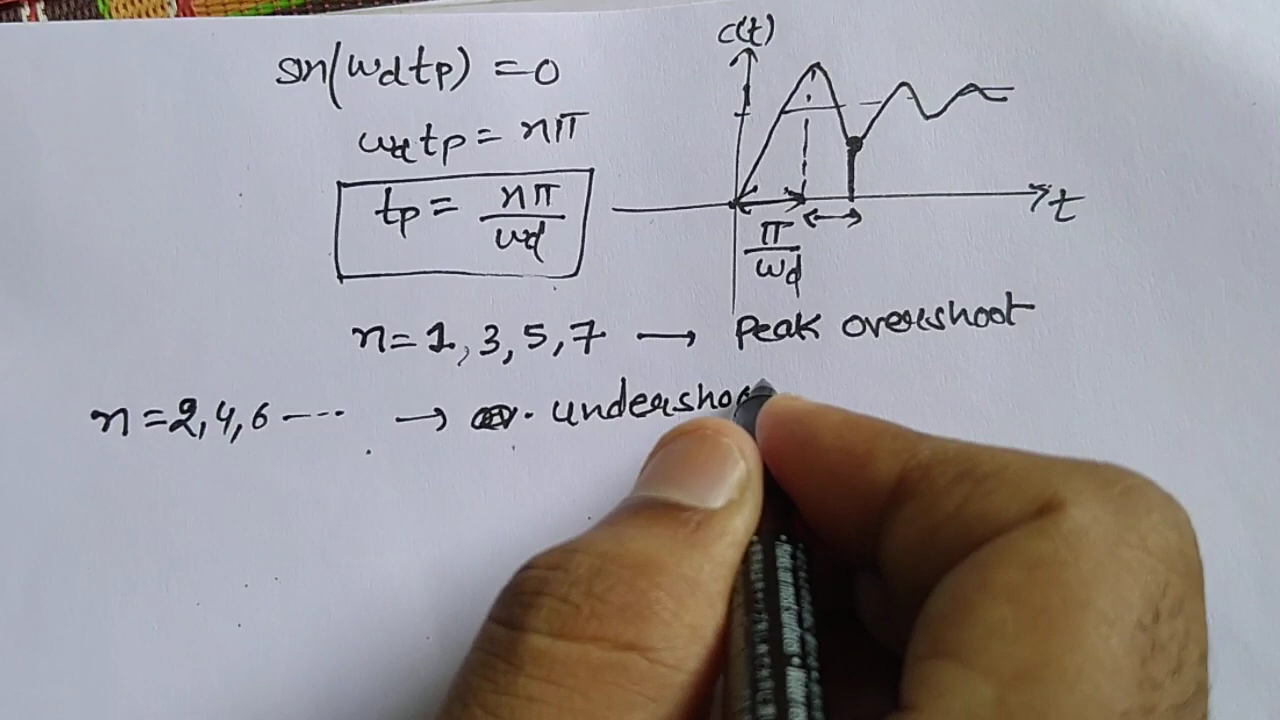 sin(ωdtp) = 0
ωdtp = nπ
tp = nπ/ωd
c(t)
t
π/ωd
n = 1, 3, 5, 7 → Peak overshoot
n = 2, 4, 6 --- → undershoo